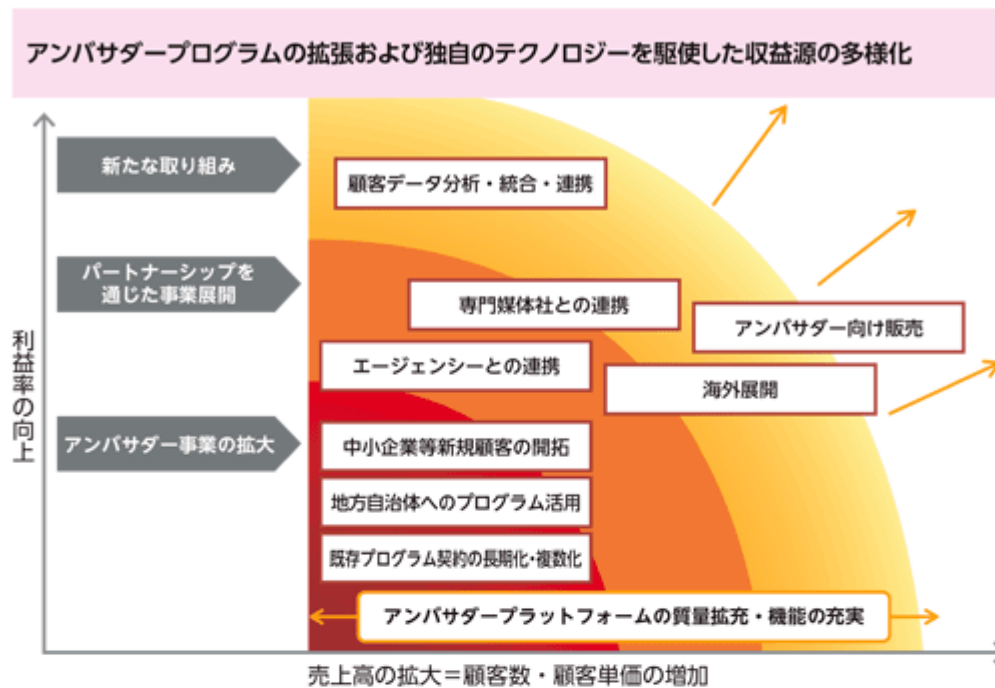 アンバサダープログラムの拡張および独自のテクノロジーを駆使した収益源の多様化
新たな取り組み
顧客データ分析・統合・連携
パートナーシップを
通じた事業展開
専門媒体社との連携
アンバサダー向け販売
エージェンシーとの連携
海外展開
利益率の向上
アンバサダー事業の拡大
中小企業等新規顧客の開拓
地方自治体へのプログラム活用
既存プログラム契約の長期化・複数化
アンバサダープラットフォームの質量拡充・機能の充実
売上高の拡大＝顧客数・顧客単価の増加